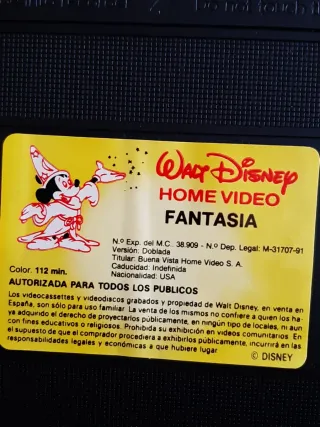 Do not touch t
WALT DISNEY
HOME VIDEO
FANTASIA
N.º Exp. del M.C. 38.909 - N.º Dep. Legal: M-31707-91
Versión: Doblada
Titular: Buena Vista Home Video S. A.
Caducidad: Indefinida
Nacionalidad: USA
Color. 112 min.
AUTORIZADA PARA TODOS LOS PUBLICOS
Los videocassettes y videodiscos grabados y propiedad de Walt Disney, en venta en
España, son sólo para uso familiar. La venta de los mismos no confiere a quien los ha-
ya adquirido el derecho de proyectarlos publicamente, en ningún tipo de locales, ni aun
con fines educativos o religiosos. Prohibida su exhibición en videos comunitarios. En
el supuesto de que el comprador procediera a exhibirlos públicamente, incurrirá en las
responsabilidades legales y económicas a que hubiere lugar
© DISNEY